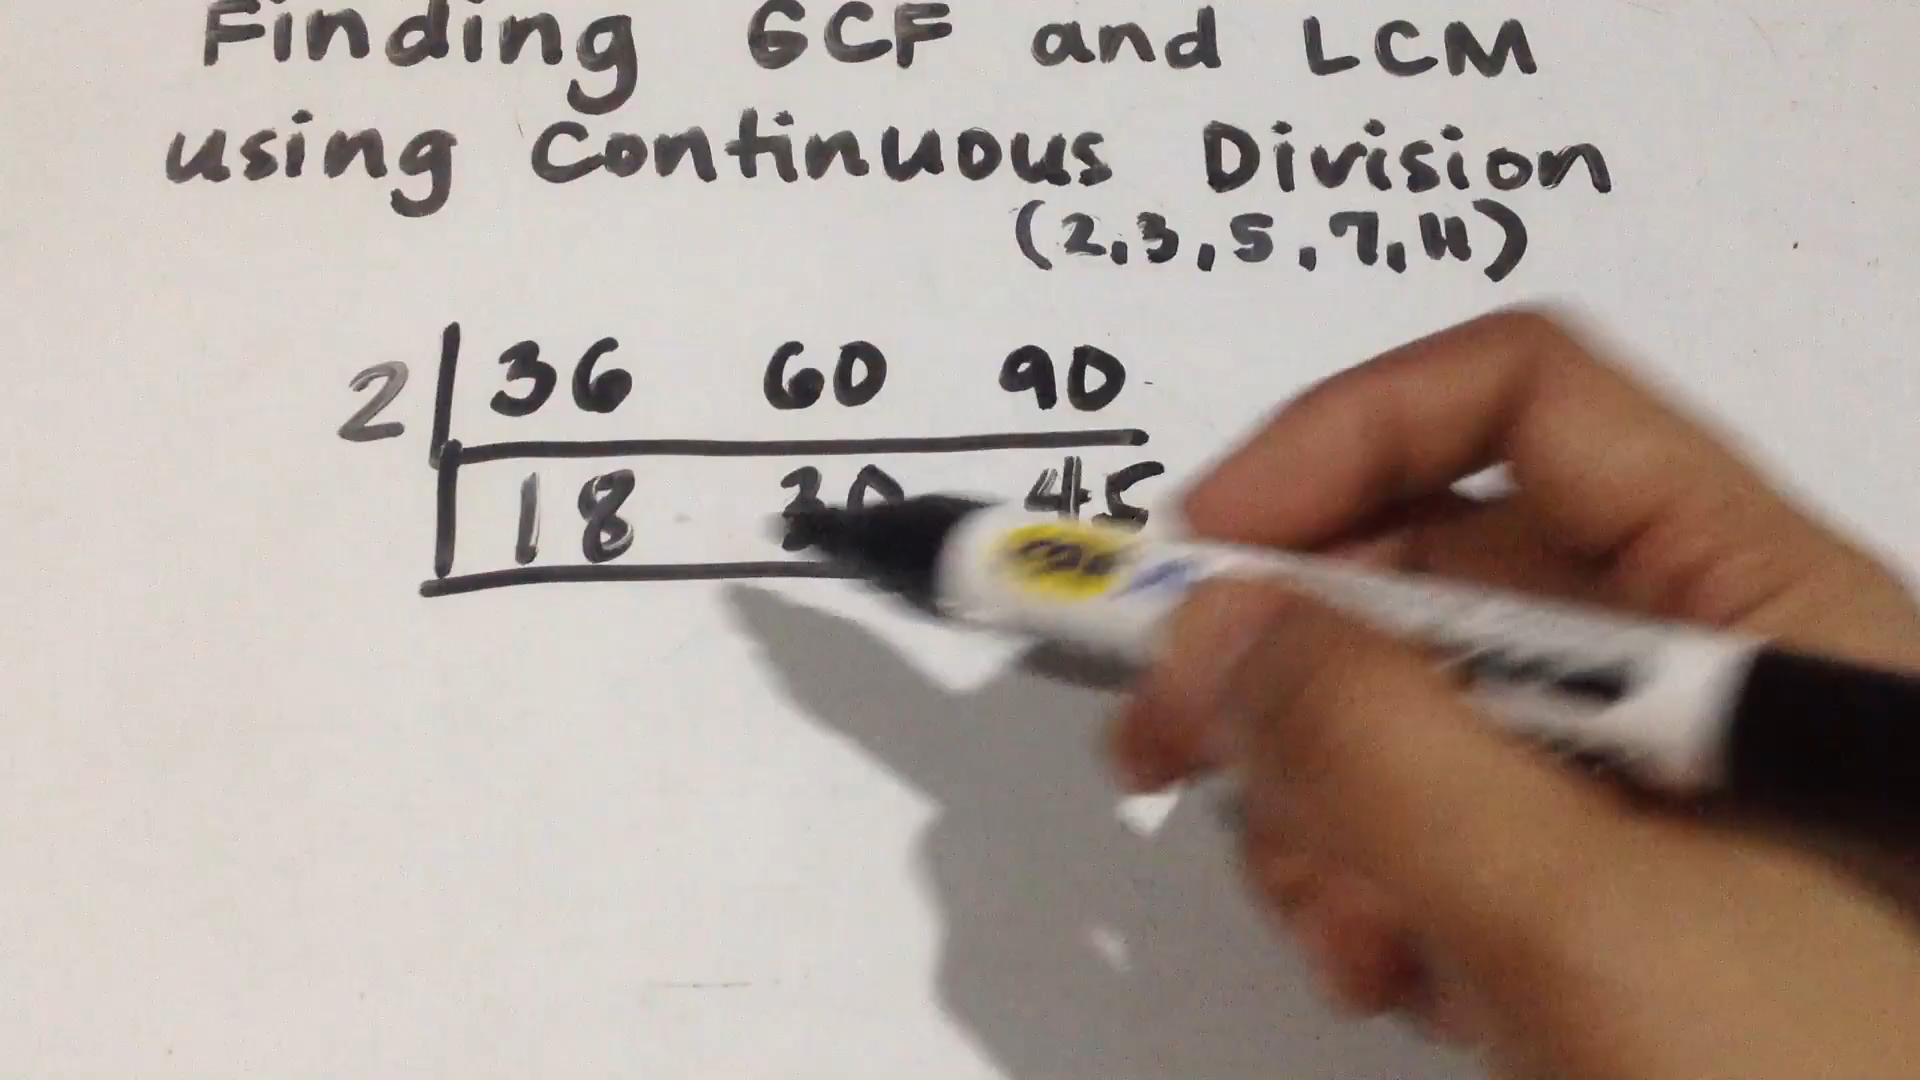 Finding GCF and LCM
using Continuous Division
(2,3,5,7,11)
2 36 60 90
18 30 45